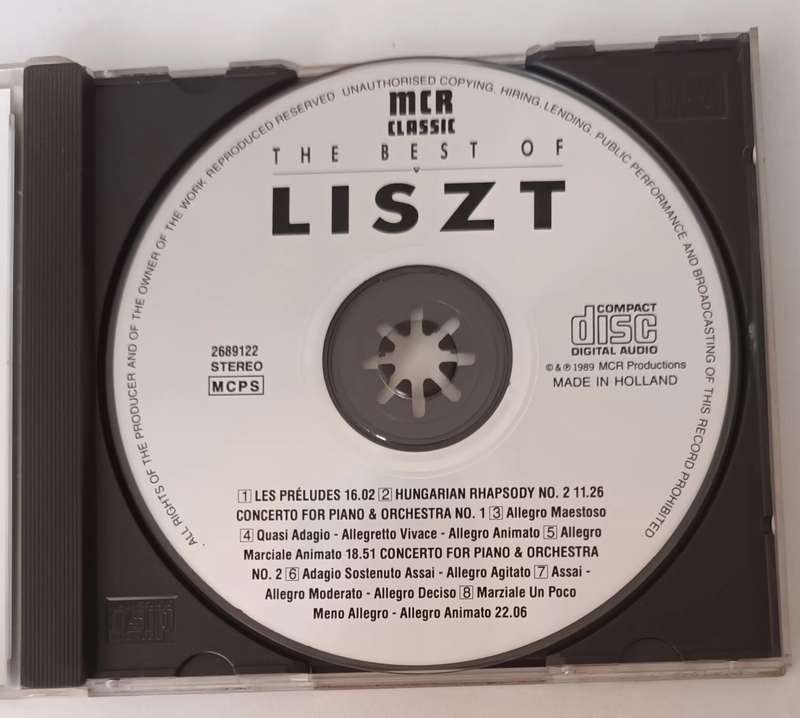 ALL RIGHTS OF THE PRODUCER AND OF THE OWNER OF THE WORK REPRODUCED RESERVED UNAUTHORISED COPYING, HIRING, LENDING, PUBLIC PERFORMANCE AND BROADCASTING OF THIS RECORD PROHIBITED
MCR
CLASSIC
THE BEST OF
LISZT
2689122
STEREO
MCPS
COMPACT
disc
DIGITAL AUDIO
© & ℗ 1989 MCR Productions
MADE IN HOLLAND
1 LES PRÉLUDES 16.02 2 HUNGARIAN RHAPSODY NO. 2 11.26
CONCERTO FOR PIANO & ORCHESTRA NO. 1 3 Allegro Maestoso
4 Quasi Adagio - Allegretto Vivace - Allegro Animato 5 Allegro
Marciale Animato 18.51 CONCERTO FOR PIANO & ORCHESTRA
NO. 2 6 Adagio Sostenuto Assai - Allegro Agitato 7 Assai -
Allegro Moderato - Allegro Deciso 8 Marziale Un Poco
Meno Allegro - Allegro Animato 22.06
disc